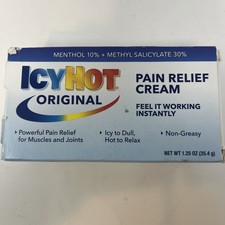 MENTHOL 10% + METHYL SALICYLATE 30%
ICY HOT
ORIGINAL
PAIN RELIEF
CREAM
FEEL IT WORKING
INSTANTLY
• Powerful Pain Relief
for Muscles and Joints
• Icy to Dull,
Hot to Relax
• Non-Greasy
NET WT 1.25 OZ (35.4 g)